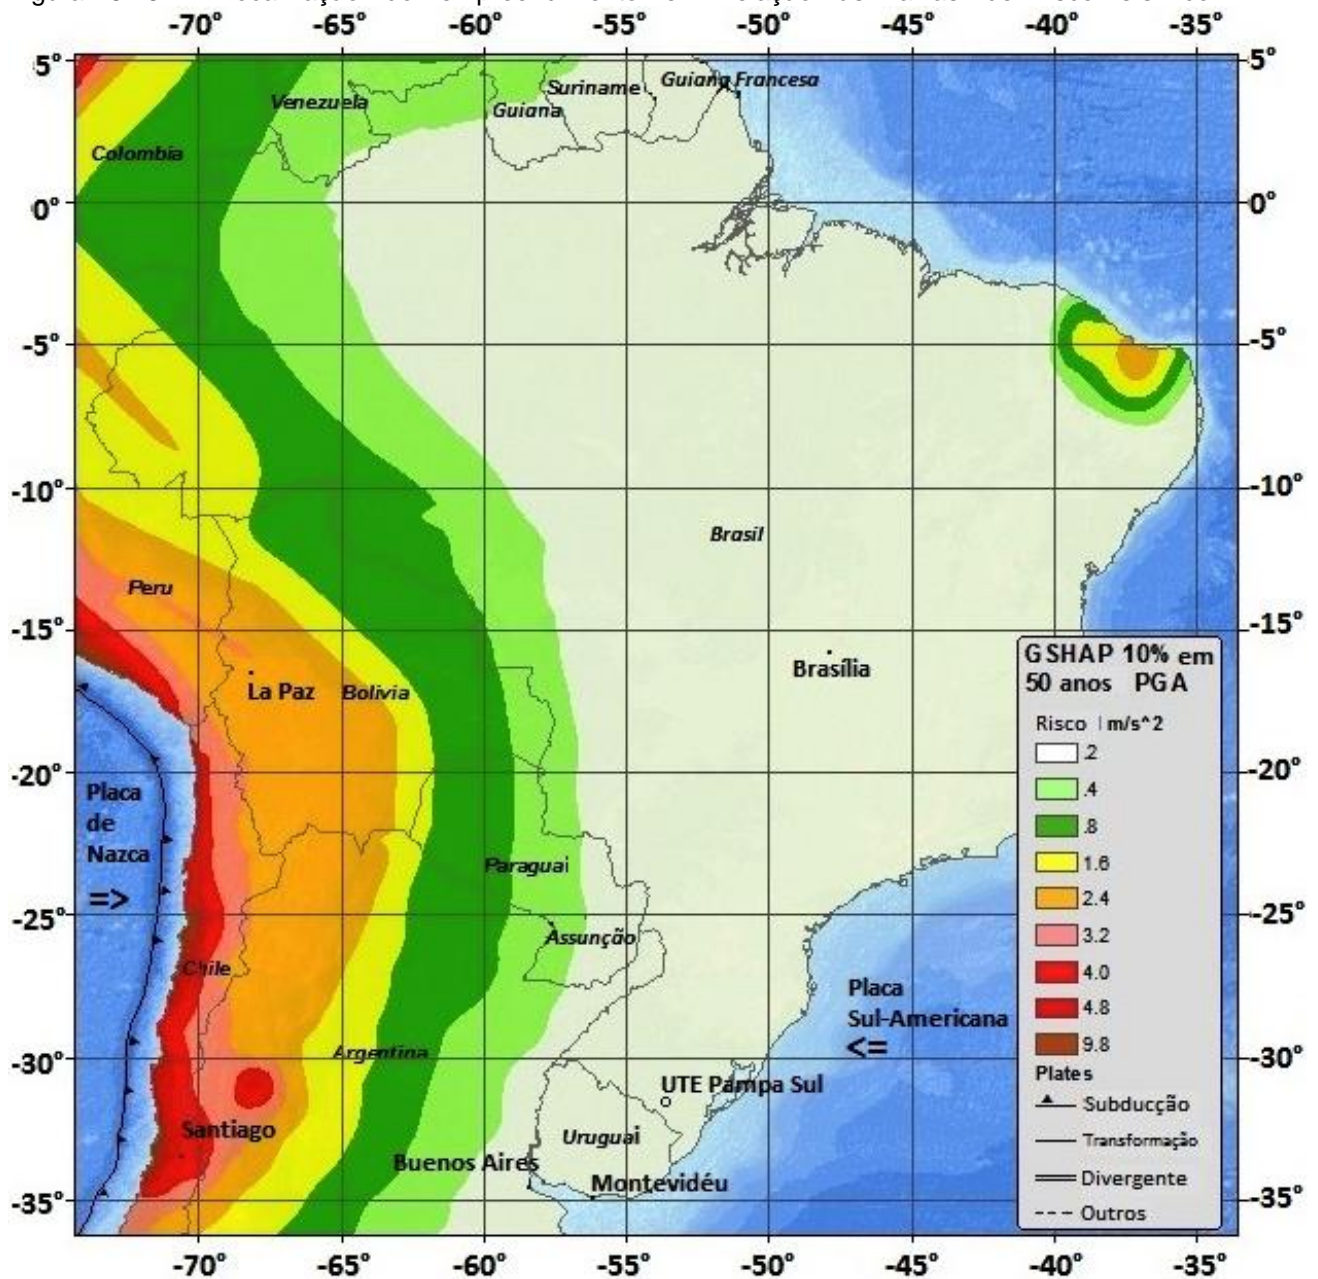 -70° -65° -60° -55° -50° -45° -40° -35°
5° 5°
Venezuela
Guiana
Suriname
Guiana Francesa
Colombia
0° 0°
-5° -5°
-10° -10°
Brasil
Peru
-15° -15°
La Paz
Bolivia
Brasília
-20° -20°
Placa
de
Nazca
=>
Paraguai
-25° -25°
Assunção
Chile
Placa
Sul-Americana
<=
Argentina
-30° -30°
UTE Pampa Sul
Santiago
Uruguai
Buenos Aires
Montevidéu
-35° -35°
GSHAP 10% em
50 anos PGA
Risco m/s^2
.2
.4
.8
1.6
2.4
3.2
4.0
4.8
9.8
Plates
Subducção
Transformação
Divergente
Outros
-70° -65° -60° -55° -50° -45° -40° -35°